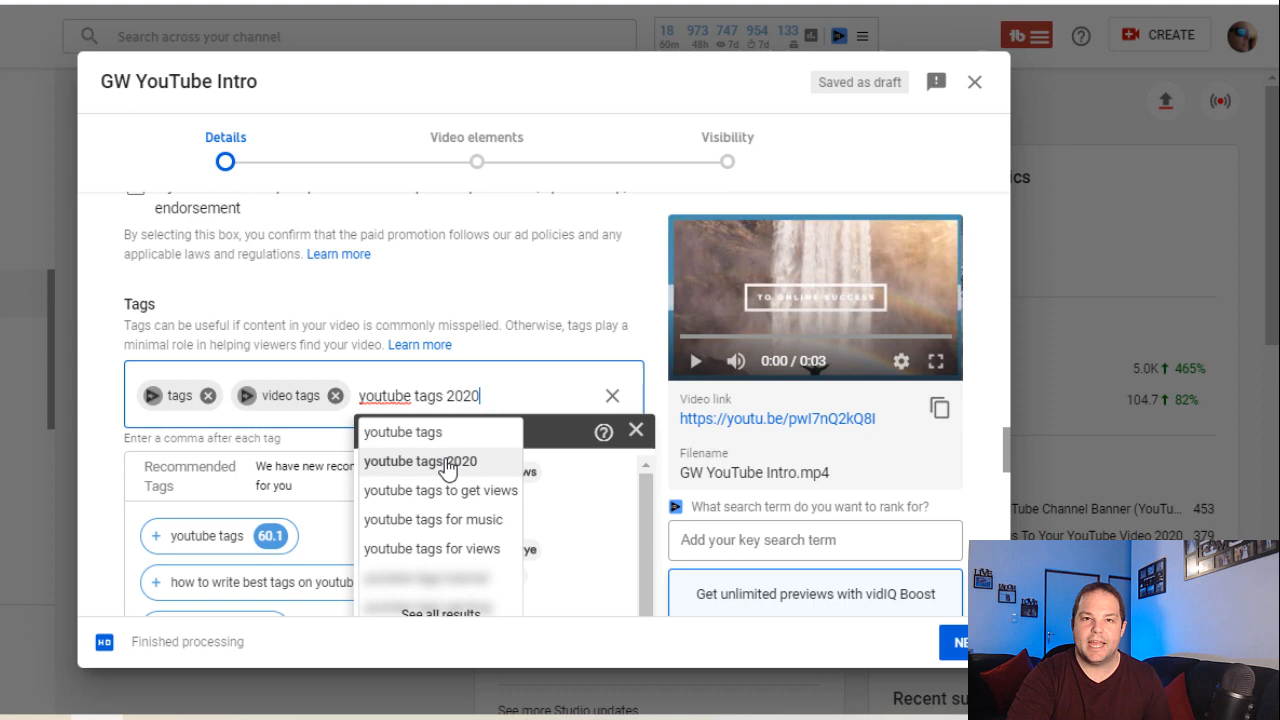 Search across your channel
18 973 747 954 133
60m 48h 7d 7d
tb
CREATE
GW YouTube Intro
Saved as draft
Details
Video elements
Visibility
endorsement
By selecting this box, you confirm that the paid promotion follows our ad policies and any
applicable laws and regulations. Learn more
Tags
Tags can be useful if content in your video is commonly misspelled. Otherwise, tags play a
minimal role in helping viewers find your video. Learn more
tags
video tags
youtube tags 2020
Enter a comma after each tag
Recommended
Tags
We have new recon
for you
youtube tags
youtube tags 2020
youtube tags to get views
youtube tags for music
youtube tags for views
See all results
ws
ye
+ youtube tags 60.1
+ how to write best tags on youtub
TO ONLINE SUCCESS
0:00 / 0:03
Video link
https://youtu.be/pwI7nQ2kQ8I
Filename
GW YouTube Intro.mp4
What search term do you want to rank for?
Add your key search term
Get unlimited previews with vidIQ Boost
HD
Finished processing
NE
ics
5.0K 465%
104.7 82%
Tube Channel Banner (YouTu... 453
s To Your YouTube Video 2020 379
See more Studio updates
Recent su
LIVE